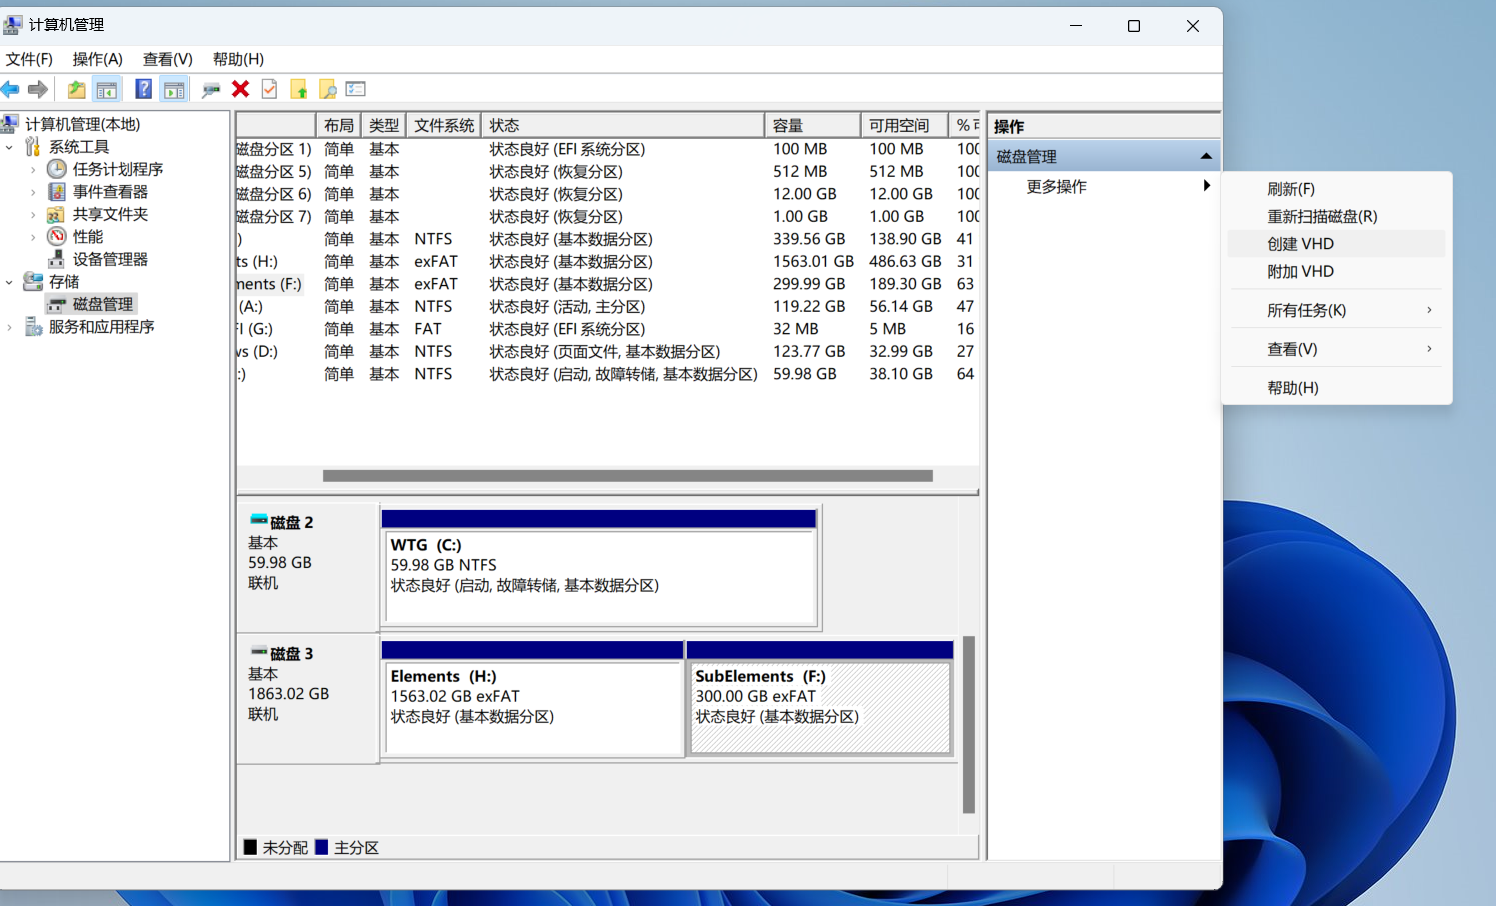 计算机管理
文件(F) 操作(A) 查看(V) 帮助(H)
计算机管理(本地)
系统工具
任务计划程序
事件查看器
共享文件夹
性能
设备管理器
存储
磁盘管理
服务和应用程序
布局 类型 文件系统 状态 容量 可用空间 %
磁盘分区 1) 简单 基本 状态良好 (EFI 系统分区) 100 MB 100 MB 100
磁盘分区 5) 简单 基本 状态良好 (恢复分区) 512 MB 512 MB 100
磁盘分区 6) 简单 基本 状态良好 (恢复分区) 12.00 GB 12.00 GB 100
磁盘分区 7) 简单 基本 状态良好 (恢复分区) 1.00 GB 1.00 GB 100
) 简单 基本 NTFS 状态良好 (基本数据分区) 339.56 GB 138.90 GB 41
ts (H:) 简单 基本 exFAT 状态良好 (基本数据分区) 1563.01 GB 486.63 GB 31
ments (F:) 简单 基本 exFAT 状态良好 (基本数据分区) 299.99 GB 189.30 GB 63
(A:) 简单 基本 NTFS 状态良好 (活动, 主分区) 119.22 GB 56.14 GB 47
FI (G:) 简单 基本 FAT 状态良好 (EFI 系统分区) 32 MB 5 MB 16
ws (D:) 简单 基本 NTFS 状态良好 (页面文件, 基本数据分区) 123.77 GB 32.99 GB 27
:) 简单 基本 NTFS 状态良好 (启动, 故障转储, 基本数据分区) 59.98 GB 38.10 GB 64
磁盘 2
基本
59.98 GB
联机
WTG (C:)
59.98 GB NTFS
状态良好 (启动, 故障转储, 基本数据分区)
磁盘 3
基本
1863.02 GB
联机
Elements (H:)
1563.02 GB exFAT
状态良好 (基本数据分区)
SubElements (F:)
300.00 GB exFAT
状态良好 (基本数据分区)
未分配 主分区
操作
磁盘管理
更多操作
刷新(F)
重新扫描磁盘(R)
创建 VHD
附加 VHD
所有任务(K)
查看(V)
帮助(H)